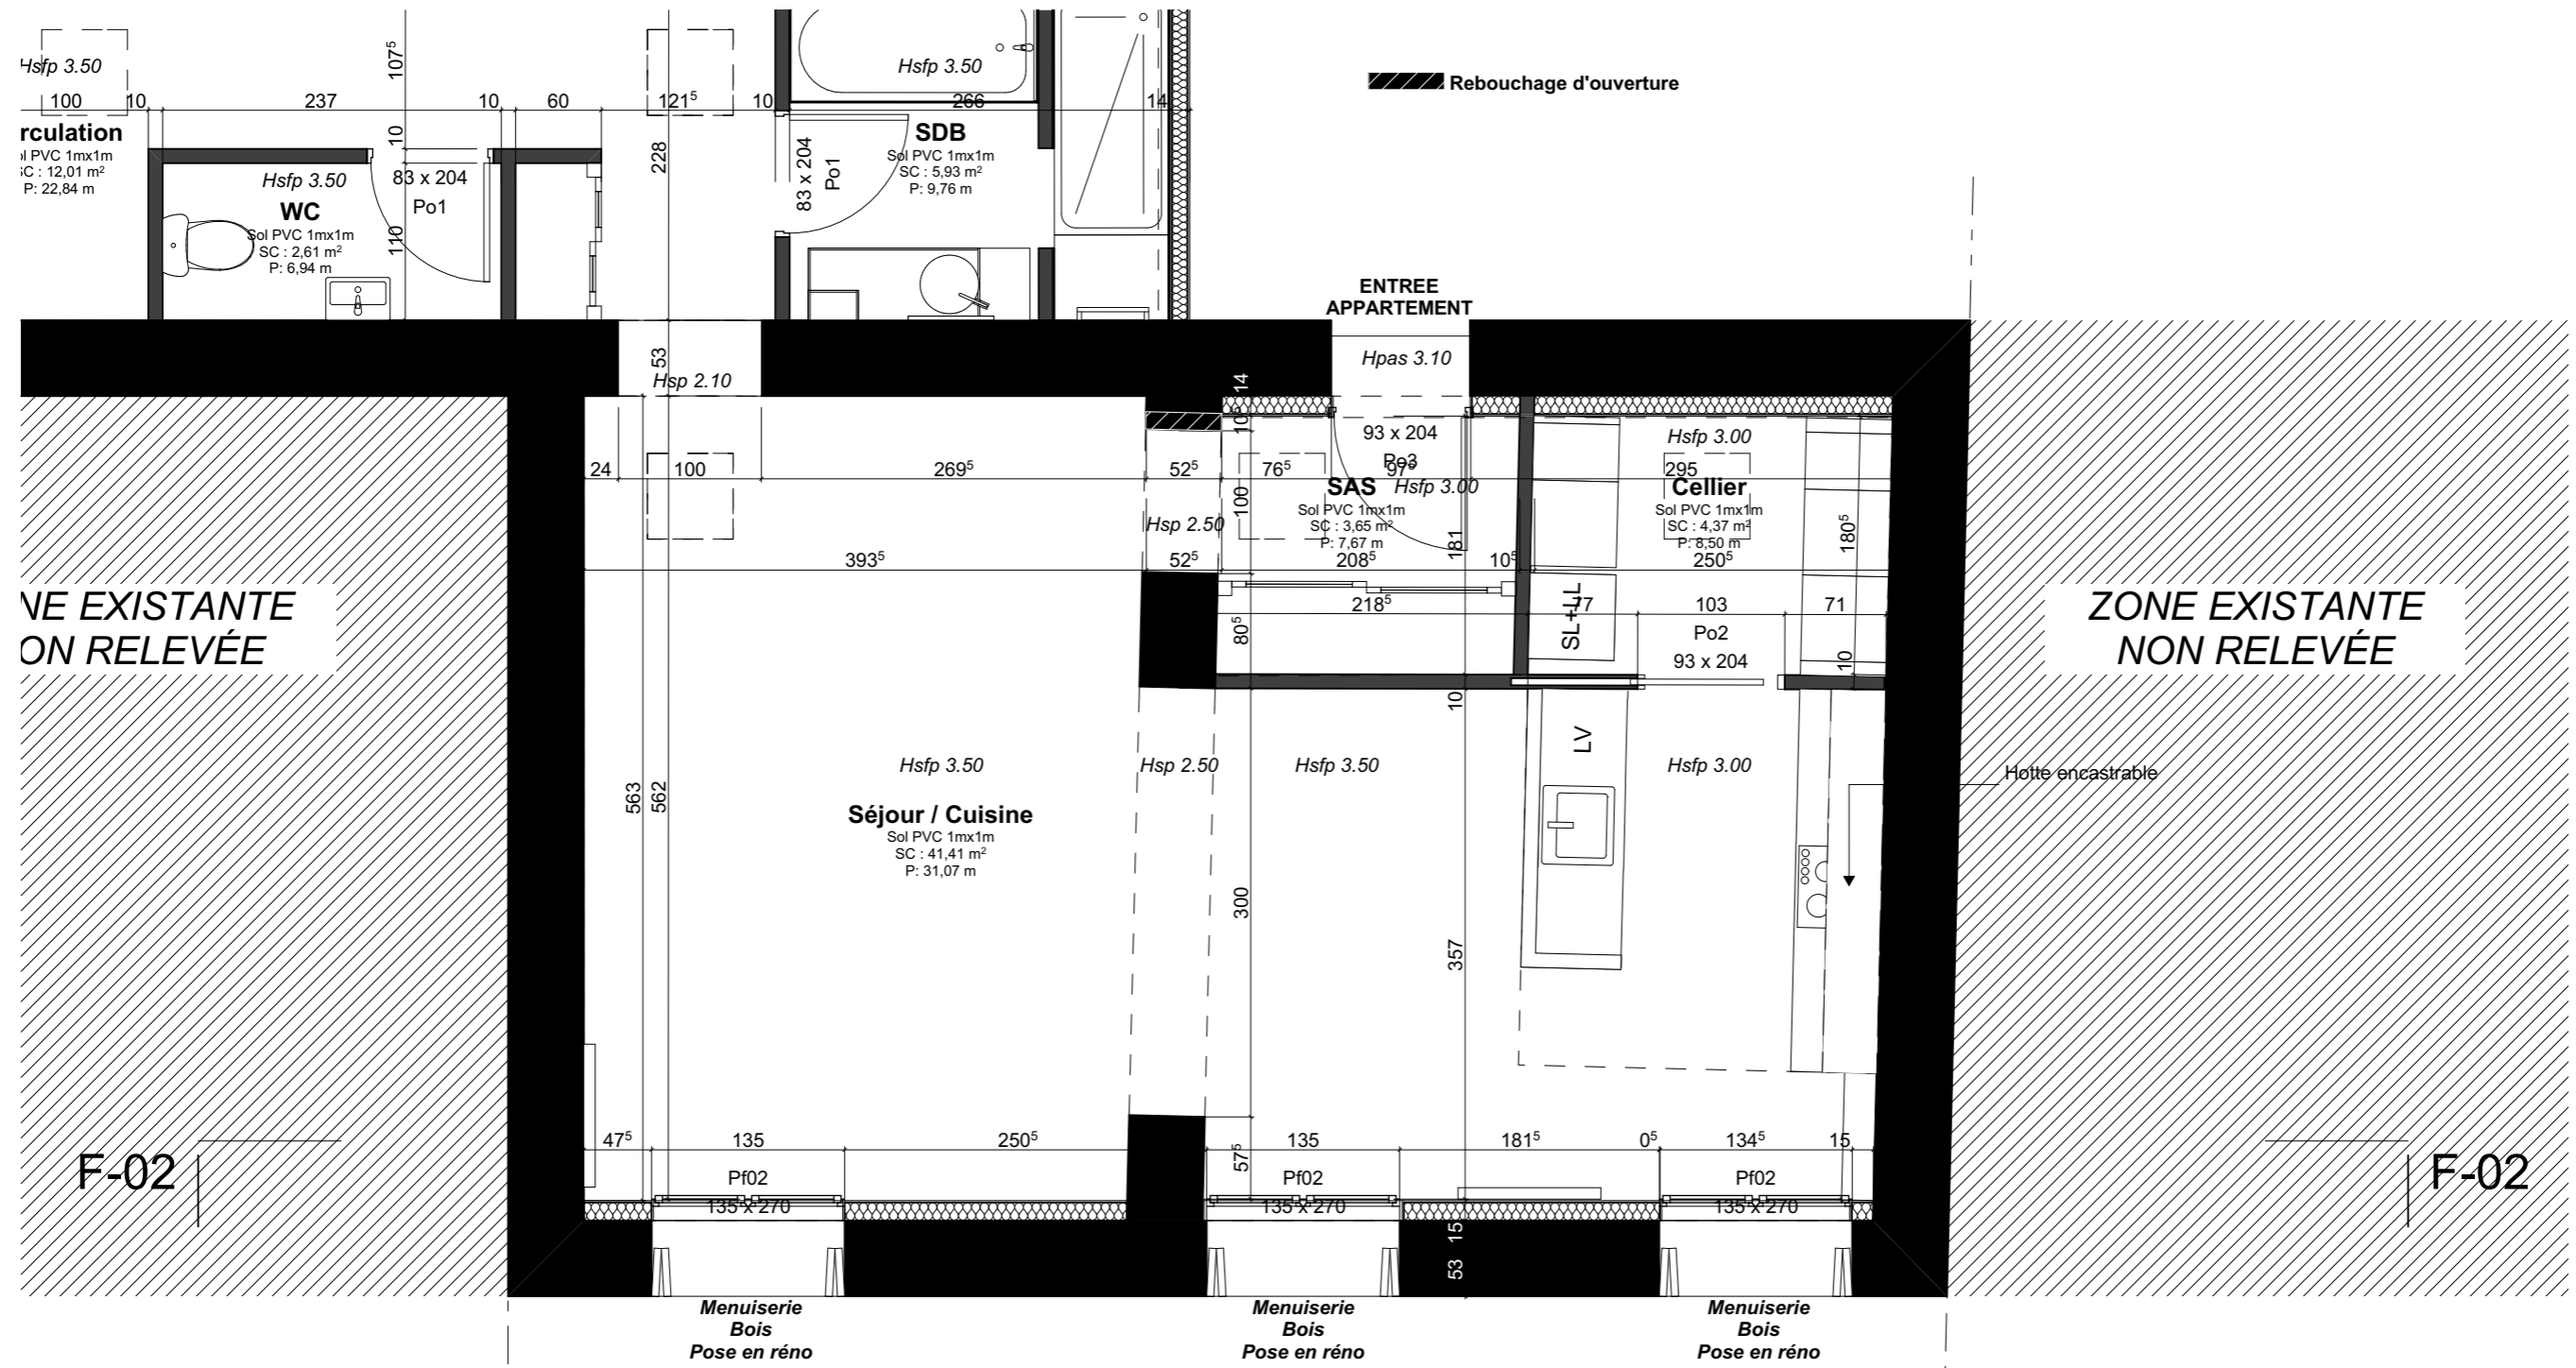 Hsfp 3.50
107⁵
Hsfp 3.50
Rebouchage d'ouverture
100
10
237
10
60
121⁵
10
266
14
rculation
ol PVC 1mx1m
SC : 12,01 m²
P: 22,84 m
10
Hsfp 3.50
83 x 204
Po1
WC
Sol PVC 1mx1m
SC : 2,61 m²
P: 6,94 m
110
228
83 x 204
Po1
SDB
Sol PVC 1mx1m
SC : 5,93 m²
P: 9,76 m
ENTREE
APPARTEMENT
53
Hsp 2.10
Hpas 3.10
14
10⁵
93 x 204
Po3
Hsfp 3.00
24
100
269⁵
52⁵
76⁵
97⁵
295
100
SAS
Hsfp 3.00
Sol PVC 1mx1m
SC : 3,65 m²
P: 7,67 m
181
Cellier
Sol PVC 1mx1m
SC : 4,37 m²
P: 8,50 m
180⁵
Hsp 2.50
393⁵
52⁵
208⁵
10⁵
250⁵
NE EXISTANTE
ON RELEVÉE
218⁵
77
103
71
80⁵
SL+LL
Po2
93 x 204
10
ZONE EXISTANTE
NON RELEVÉE
10
LV
Hsfp 3.50
Hsp 2.50
Hsfp 3.50
Hsfp 3.00
Hotte encastrable
563
562
Séjour / Cuisine
Sol PVC 1mx1m
SC : 41,41 m²
P: 31,07 m
300
357
47⁵
135
250⁵
57⁵
135
181⁵
0⁵
134⁵
15
F-02
Pf02
135 x 270
Pf02
135 x 270
Pf02
135 x 270
F-02
15
53
Menuiserie
Bois
Pose en réno
Menuiserie
Bois
Pose en réno
Menuiserie
Bois
Pose en réno